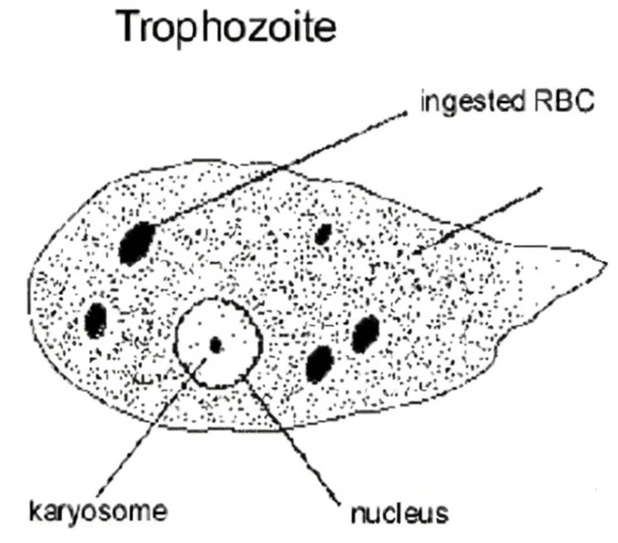 Trophozoite
ingested RBC
karyosome
nucleus